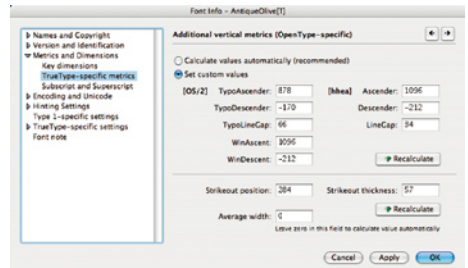 Font Info – AntiqueOlive[T]
Names and Copyright
Version and Identification
Metrics and Dimensions
Key dimensions
TrueType-specific metrics
Subscript and Superscript
Encoding and Unicode
Hinting Settings
Type 1-specific settings
TrueType-specific settings
Font note
Additional vertical metrics (OpenType-specific)
Calculate values automatically (recommended)
Set custom values
[OS/2] TypoAscender: 878 [hhea] Ascender: 1096
TypoDescender: -170 Descender: -212
TypoLineGap: 66 LineGap: 84
WinAscent: 1096
WinDescent: -212 Recalculate
Strikeout position: 284 Strikeout thickness: 57
Recalculate
Average width: 0
Leave zero in this field to calculate value automatically
Cancel Apply OK